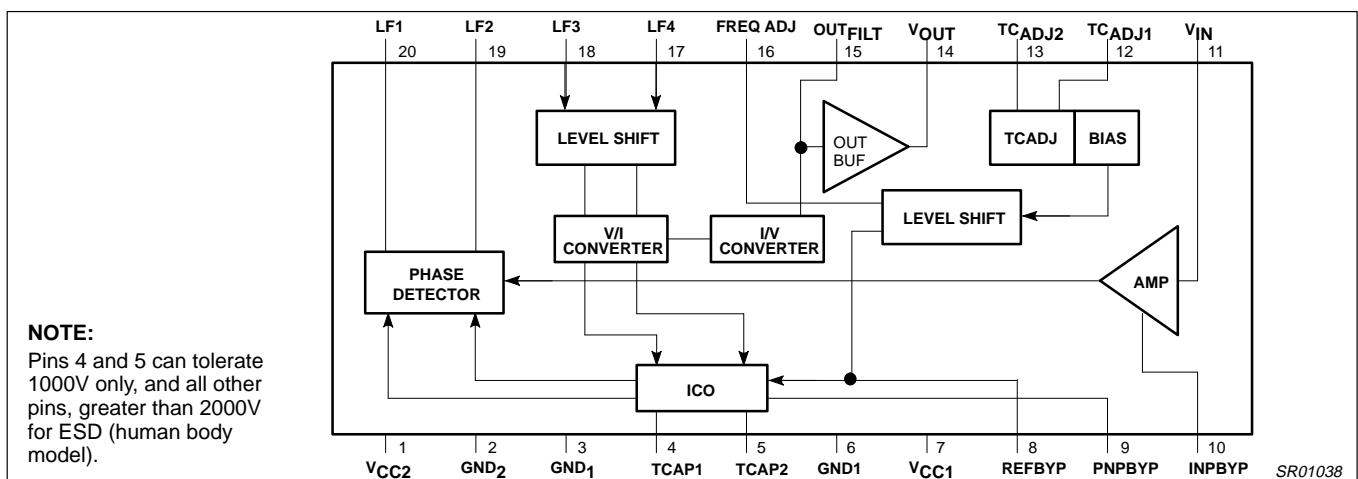 LF1 LF2 LF3 LF4 FREQ ADJ OUTFILT VOUT TCADJ2 TCADJ1 VIN
20 19 18 17 16 15 14 13 12 11
LEVEL SHIFT
OUT
BUF
TCADJ BIAS
LEVEL SHIFT
V/I
CONVERTER
I/V
CONVERTER
PHASE
DETECTOR
AMP
ICO
NOTE:
Pins 4 and 5 can tolerate
1000V only, and all other
pins, greater than 2000V
for ESD (human body
model).
1 2 3 4 5 6 7 8 9 10
VCC2 GND2 GND1 TCAP1 TCAP2 GND1 VCC1 REFBYP PNPBYP INPBYP
SR01038